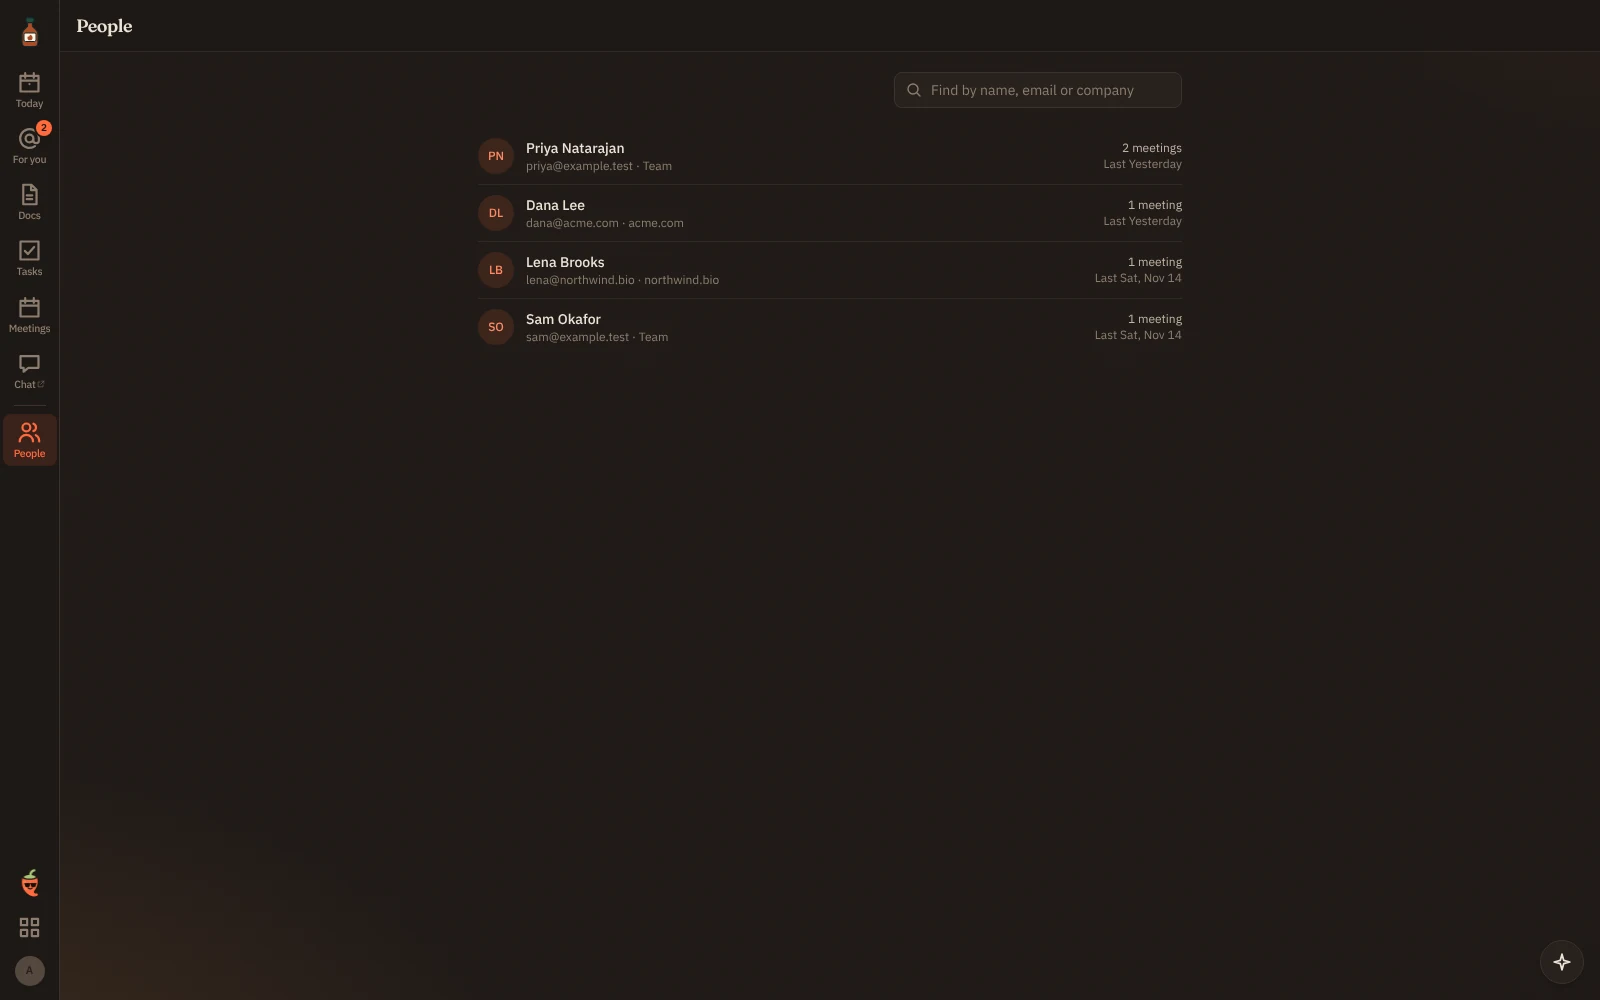 People
Today
2
For you
Docs
Tasks
Meetings
Chat
People
A
Find by name, email or company
PN
Priya Natarajan
priya@example.test · Team
2 meetings
Last Yesterday
DL
Dana Lee
dana@acme.com · acme.com
1 meeting
Last Yesterday
LB
Lena Brooks
lena@northwind.bio · northwind.bio
1 meeting
Last Sat, Nov 14
SO
Sam Okafor
sam@example.test · Team
1 meeting
Last Sat, Nov 14